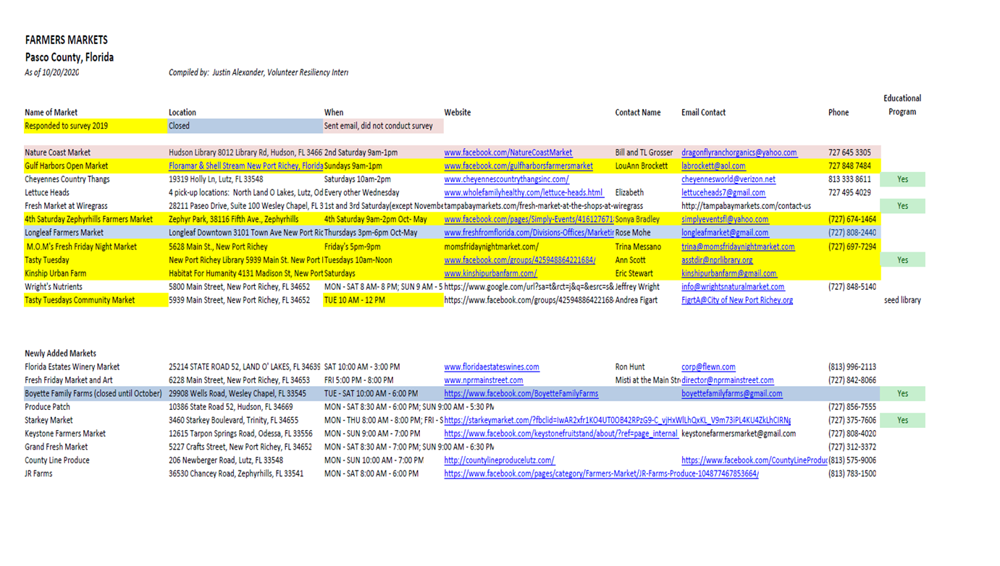 FARMERS MARKETS
Pasco County, Florida
As of 10/20/2020 Compiled by: Justin Alexander, Volunteer Resiliency Intern
Educational
Name of Market Location When Website Contact Name Email Contact Phone Program
Responded to survey 2019 Closed Sent email, did not conduct survey
Nature Coast Market Hudson Library 8012 Library Rd, Hudson, FL 3466 2nd Saturday 9am-1pm www.facebook.com/NatureCoastMarket Bill and TL Grosser dragonflyranchorganics@yahoo.com 727 645 3305
Gulf Harbors Open Market Floramar & Shell Stream New Port Richey, Florida Sundays 9am-1pm www.facebook.com/gulfharborsfarmersmarket LouAnn Brockett labrockett@aol.com 727 848 7484
Cheyennes Country Thangs 19319 Holly Ln, Lutz, FL 33548 Saturdays 10am-2pm www.cheyennescountrythangsinc.com/ cheyennesworld@verizon.net 813 333 8611 Yes
Lettuce Heads 4 pick-up locations: North Land O Lakes, Lutz, Od Every other Wednesday www.wholefamilyhealthy.com/lettuce-heads.html Elizabeth lettuceheads7@gmail.com 727 495 4029
Fresh Market at Wiregrass 28211 Paseo Drive, Suite 100 Wesley Chapel, FL 3 1st and 3rd Saturday(except Novembe tampabaymarkets.com/fresh-market-at-the-shops-at-wiregrass http://tampabaymarkets.com/contact-us Yes
4th Saturday Zephyrhills Farmers Market Zephyr Park, 38116 Fifth Ave., Zephyrhills 4th Saturday 9am-2pm Oct- May www.facebook.com/pages/Simply-Events/416127671 Sonya Bradley simplyeventsfl@yahoo.com (727) 674-1464
Longleaf Farmers Market Longleaf Downtown 3101 Town Ave New Port Ric Thursdays 3pm-6pm Oct-May www.freshfromflorida.com/Divisions-Offices/Marketin Rose Mohe longleafmarket@gmail.com (727) 808-2440
M.O.M's Fresh Friday Night Market 5628 Main St., New Port Richey Friday's 5pm-9pm momsfridaynightmarket.com/ Trina Messano trina@momsfridaynightmarket.com (727) 697-7294
Tasty Tuesday New Port Richey Library 5939 Main St. New Port I Tuesdays 10am-Noon www.facebook.com/groups/425948864221684/ Ann Scott asstdir@nprlibrary.org Yes
Kinship Urban Farm Habitat For Humanity 4131 Madison St, New Port Saturdays www.kinshipurbanfarm.com/ Eric Stewart kinshipurbanfarm@gmail.com
Wright's Nutrients 5800 Main Street, New Port Richey, FL 34652 MON - SAT 8 AM- 8 PM; SUN 9 AM - 5 https://www.google.com/url?sa=t&rct=j&q=&esrc=s& Jeffrey Wright info@wrightsnaturalmarket.com (727) 848-5140
Tasty Tuesdays Community Market 5939 Main Street, New Port Richey, FL 34652 TUE 10 AM - 12 PM https://www.facebook.com/groups/42594886422168 Andrea Figart FigrtA@City of New Port Richey.org seed library
Newly Added Markets
Florida Estates Winery Market 25214 STATE ROAD 52, LAND O' LAKES, FL 34639 SAT 10:00 AM - 3:00 PM www.floridaestateswines.com Ron Hunt corp@flewn.com (813) 996-2113
Fresh Friday Market and Art 6228 Main Street, New Port Richey, FL 34653 FRI 5:00 PM - 8:00 PM www.nprmainstreet.com Misti at the Main Stre director@nprmainstreet.com (727) 842-8066
Boyette Family Farms (closed until October) 29908 Wells Road, Wesley Chapel, FL 33545 TUE - SAT 10:00 AM - 6:00 PM https://www.facebook.com/BoyetteFamilyFarms boyettefamilyfarms@gmail.com Yes
Produce Patch 10386 State Road 52, Hudson, FL 34669 MON - SAT 8:30 AM - 6:00 PM; SUN 9:00 AM - 5:30 PM (727) 856-7555
Starkey Market 3460 Starkey Boulevard, Trinity, FL 34655 MON - THU 8:00 AM - 8:00 PM; FRI - S https://starkeymarket.com/?fbclid=IwAR2xfr1KO4UT0OB42RPzG9-C_vjHxWlLhQxKL_V9m73iPL4KU4ZkLhCIRNg (727) 375-7606 Yes
Keystone Farmers Market 12615 Tarpon Springs Road, Odessa, FL 33556 MON - SUN 9:00 AM - 7:00 PM https://www.facebook.com/keystonefruitstand/about/?ref=page_internal keystonefarmersmarket@gmail.com (727) 808-4020
Grand Fresh Market 5227 Crafts Street, New Port Richey, FL 34652 MON - SAT 8:30 AM - 7:00 PM; SUN 9:00 AM - 6:30 PM (727) 312-3372
County Line Produce 206 Newberger Road, Lutz, FL 33548 MON - SUN 10:00 AM - 7:00 PM http://countylineproducelutz.com/ https://www.facebook.com/CountyLineProduc (813) 575-9006
JR Farms 36530 Chancey Road, Zephyrhills, FL 33541 MON - SAT 8:00 AM - 6:00 PM https://www.facebook.com/pages/category/Farmers-Market/JR-Farms-Produce-104877467853664/ (813) 783-1500